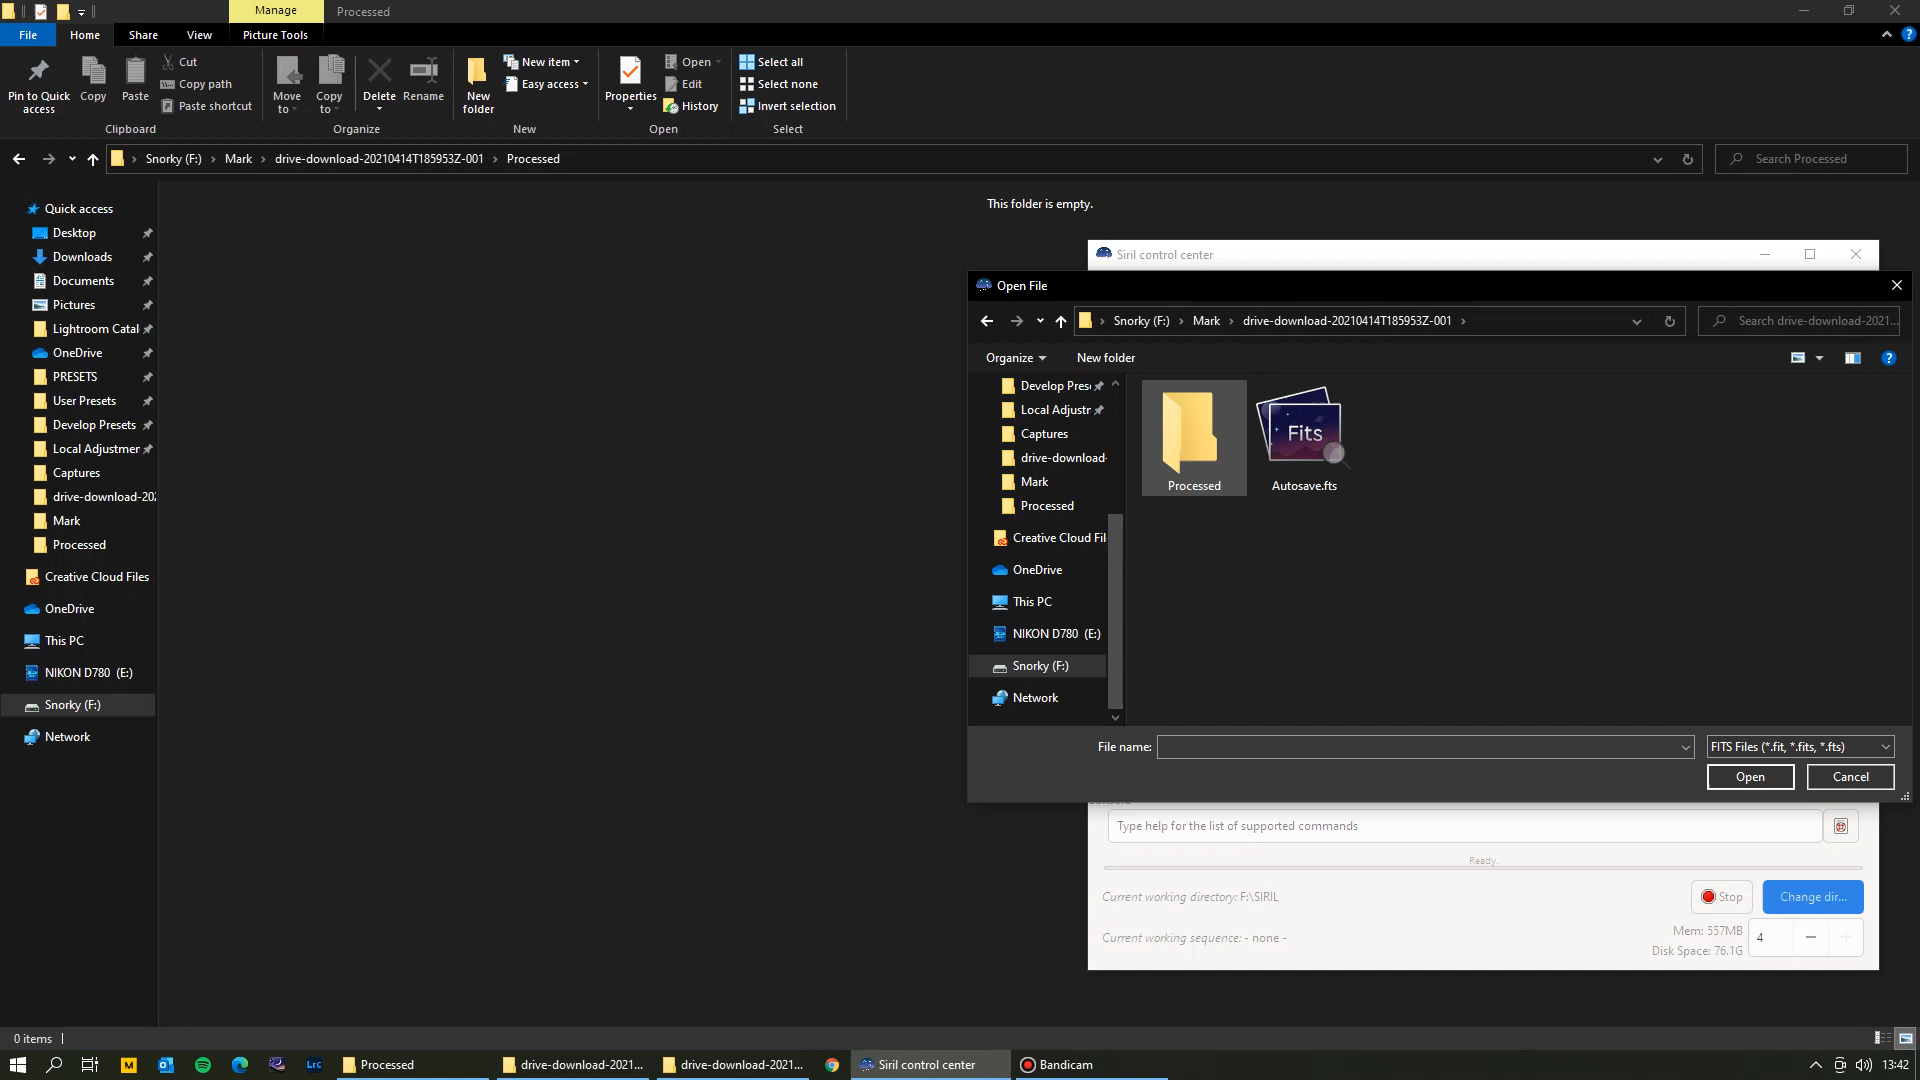 Manage
Processed
File
Home
Share
View
Picture Tools
Pin to Quick
access
Copy
Paste
Cut
Copy path
Paste shortcut
Clipboard
Move
to
Copy
to
Delete
Rename
Organize
New
folder
New item
Easy access
New
Properties
Open
Edit
History
Open
Select all
Select none
Invert selection
Select
Snorky (F:)
Mark
drive-download-20210414T185953Z-001
Processed
Search Processed
This folder is empty.
Quick access
Desktop
Downloads
Documents
Pictures
Lightroom Catal
OneDrive
PRESETS
User Presets
Develop Presets
Local Adjustmer
Captures
drive-download-202
Mark
Processed
Creative Cloud Files
OneDrive
This PC
NIKON D780 (E:)
Snorky (F:)
Network
Siril control center
Open File
Snorky (F:)
Mark
drive-download-20210414T185953Z-001
Search drive-download-2021...
Organize
New folder
Develop Prese
Local Adjustr
Captures
drive-download-
Mark
Processed
Creative Cloud Fil
OneDrive
This PC
NIKON D780 (E:)
Snorky (F:)
Network
Processed
Fits
Autosave.fts
File name:
FITS Files (*.fit, *.fits, *.fts)
Open
Cancel
Type help for the list of supported commands
Ready.
Current working directory: F:\SIRIL
Stop
Change dir...
Current working sequence: - none -
Mem: 557MB
Disk Space: 76.1G
4
0 items
M
Lrc
Processed
drive-download-2021...
drive-download-2021...
Siril control center
Bandicam
13:42